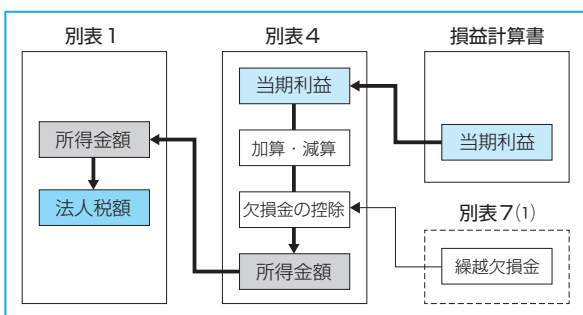 別表1
所得金額
法人税額
別表4
当期利益
加算・減算
欠損金の控除
所得金額
損益計算書
当期利益
別表7(1)
繰越欠損金